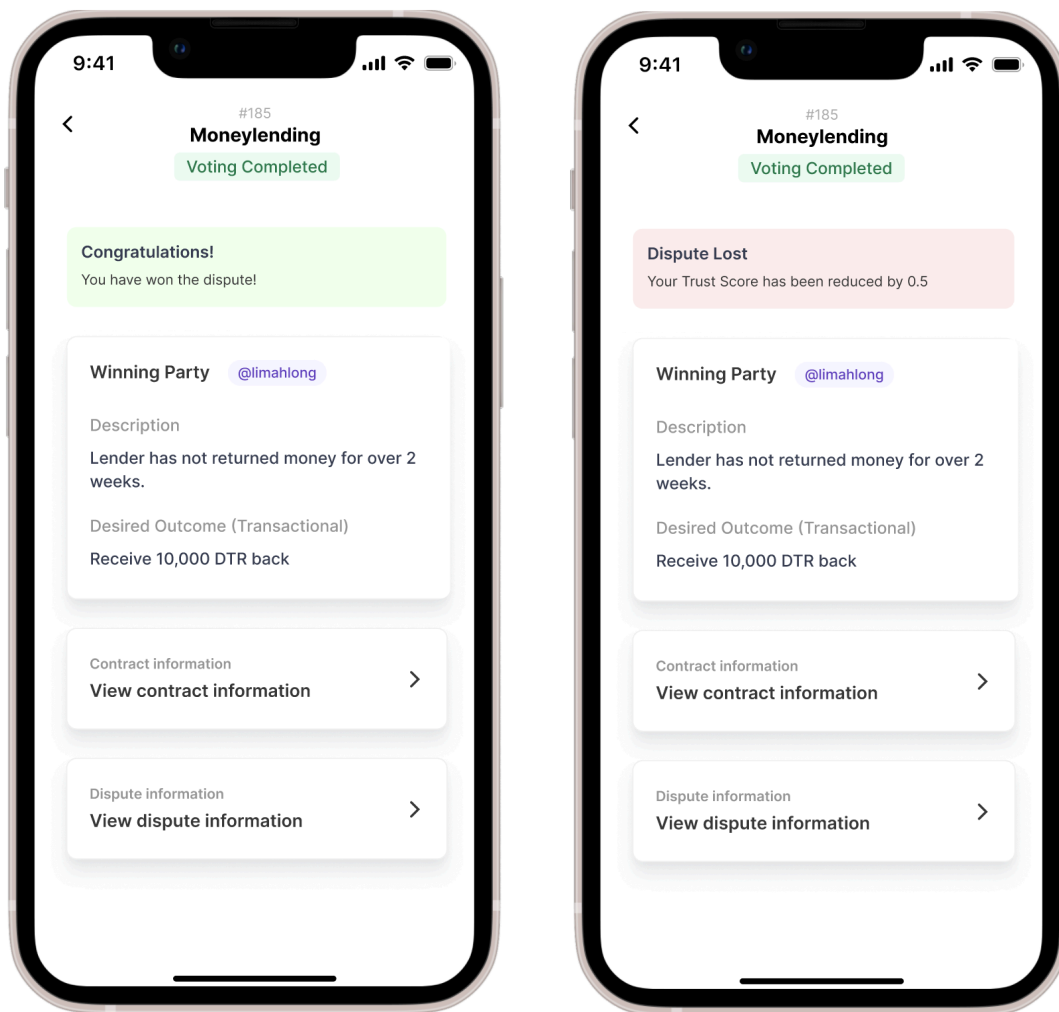 9:41
#185
Moneylending
Voting Completed
Congratulations!
You have won the dispute!
Winning Party @limahlong
Description
Lender has not returned money for over 2
weeks.
Desired Outcome (Transactional)
Receive 10,000 DTR back
Contract information
View contract information
Dispute information
View dispute information
9:41
#185
Moneylending
Voting Completed
Dispute Lost
Your Trust Score has been reduced by 0.5
Winning Party @limahlong
Description
Lender has not returned money for over 2
weeks.
Desired Outcome (Transactional)
Receive 10,000 DTR back
Contract information
View contract information
Dispute information
View dispute information